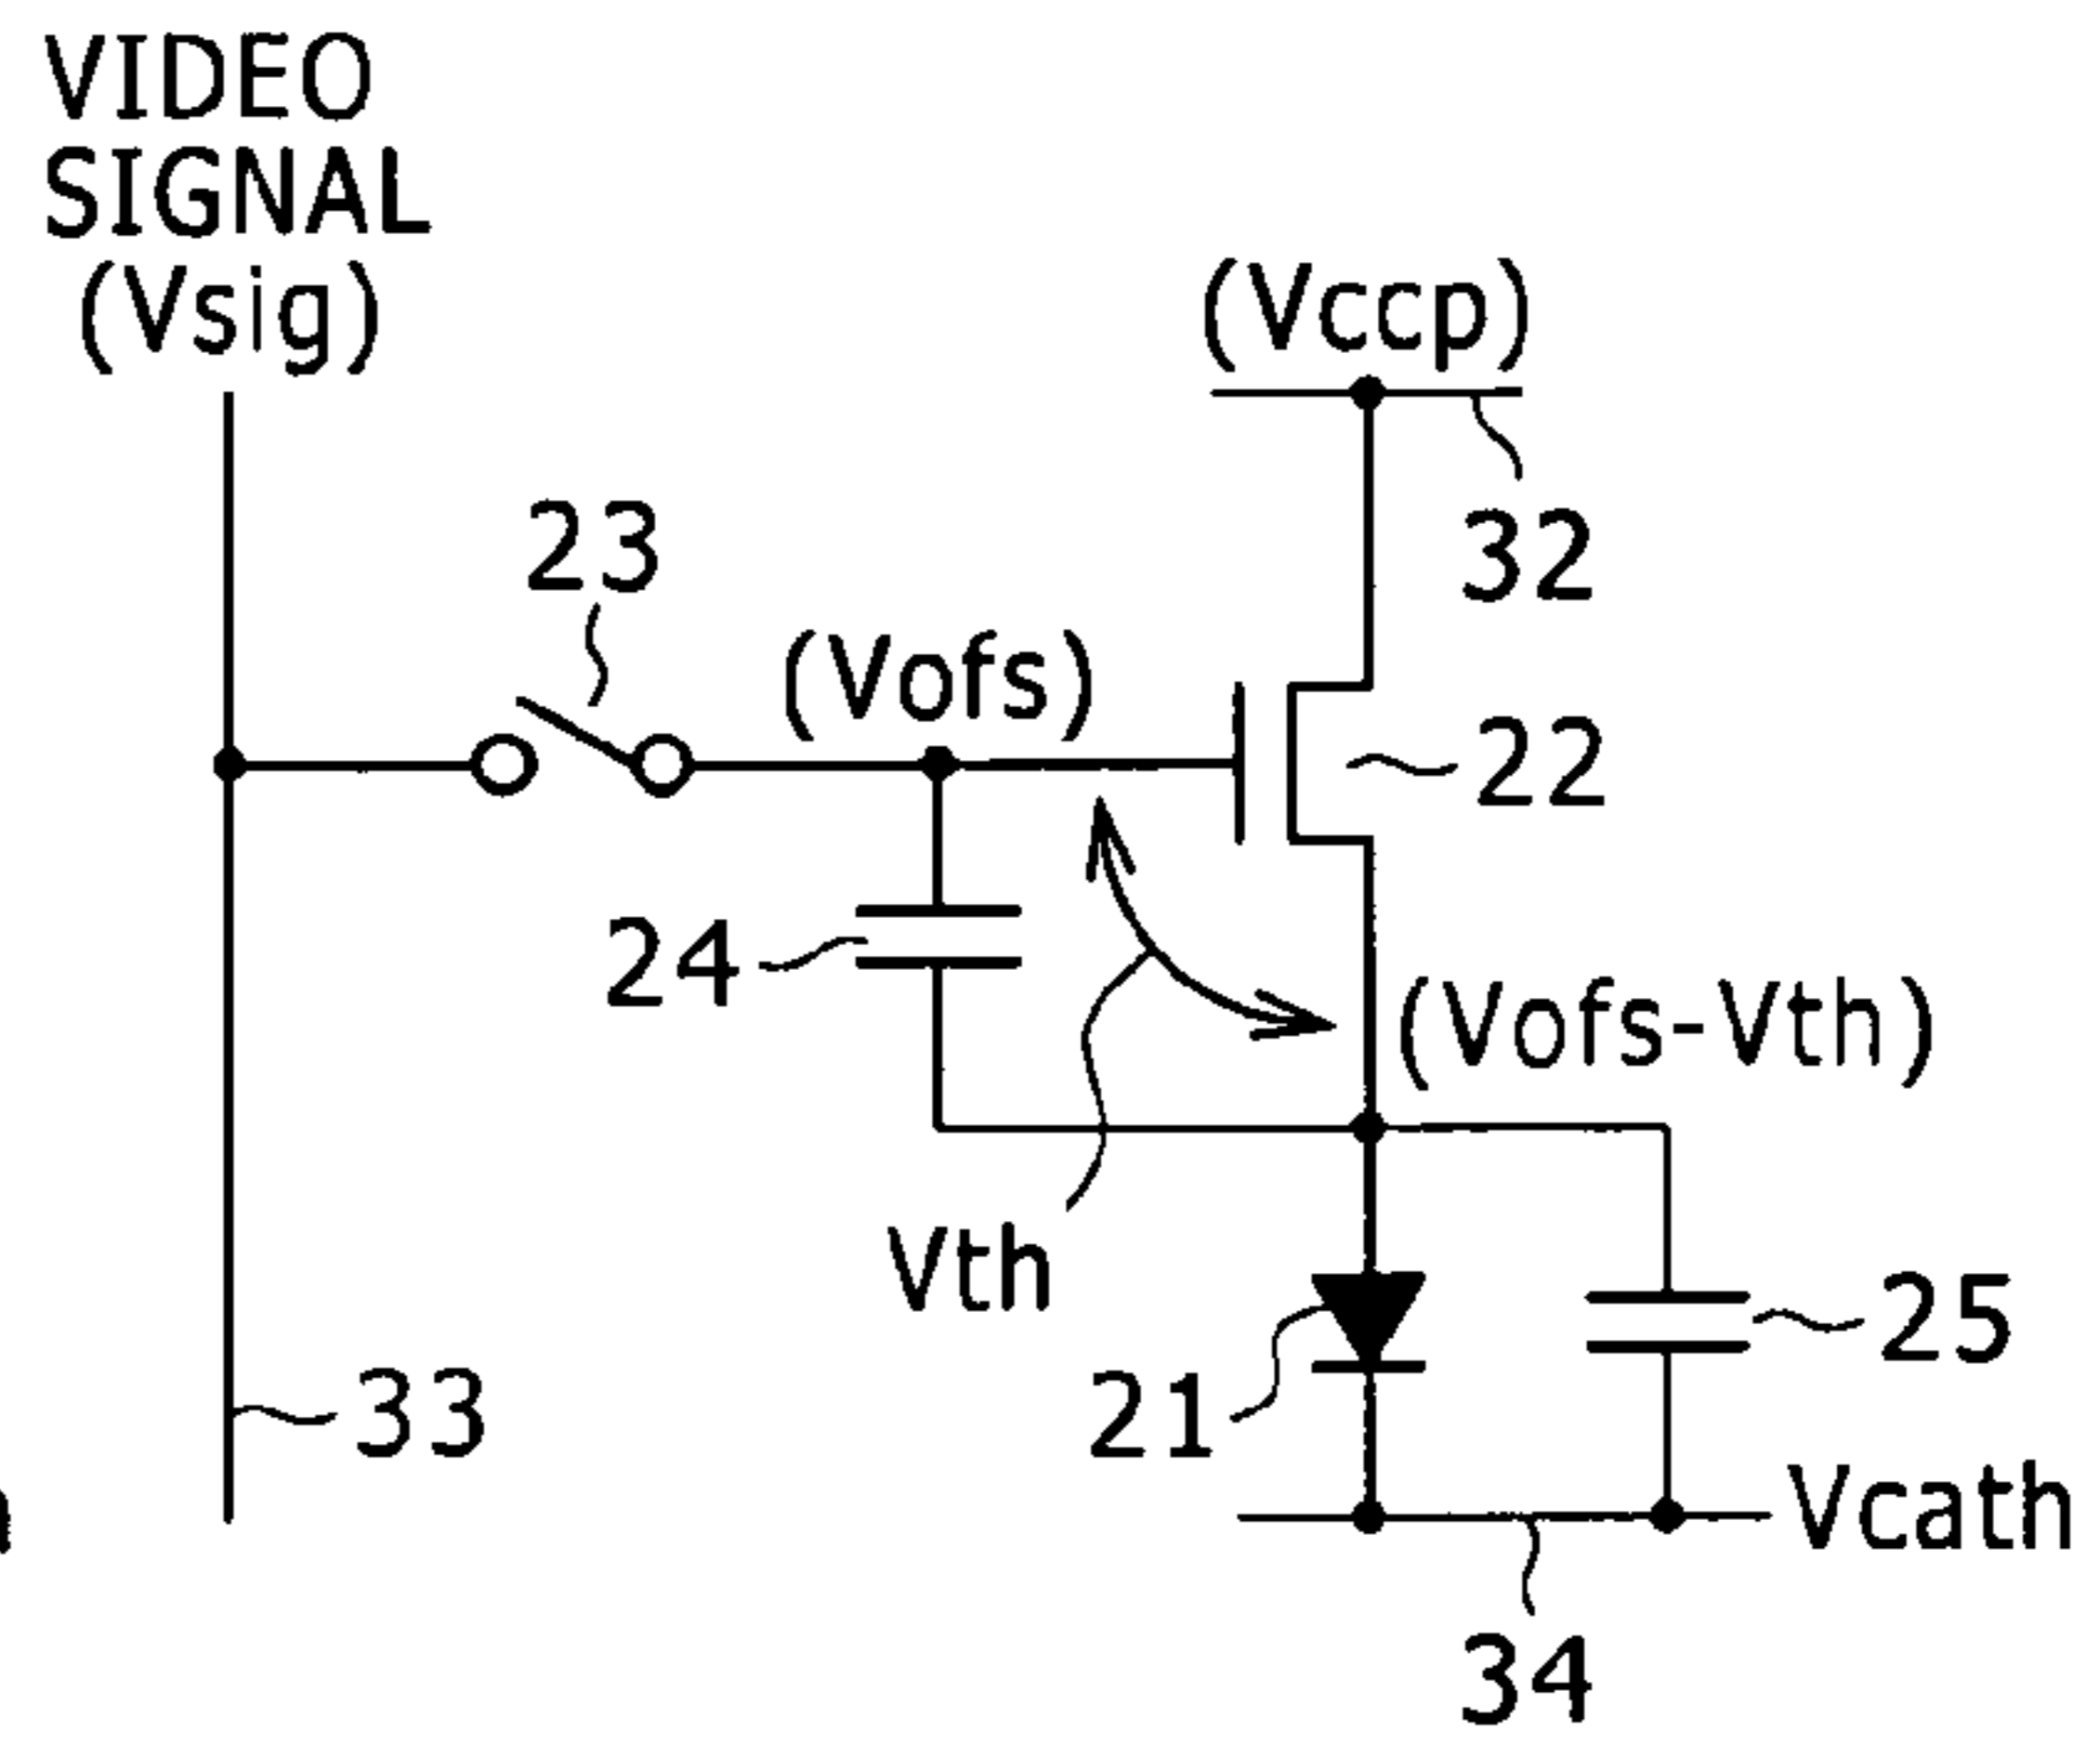 VIDEO
SIGNAL
(Vsig)
(Vccp)
23
32
(Vofs)
22
24
(Vofs-Vth)
Vth
25
21
33
Vcath
34